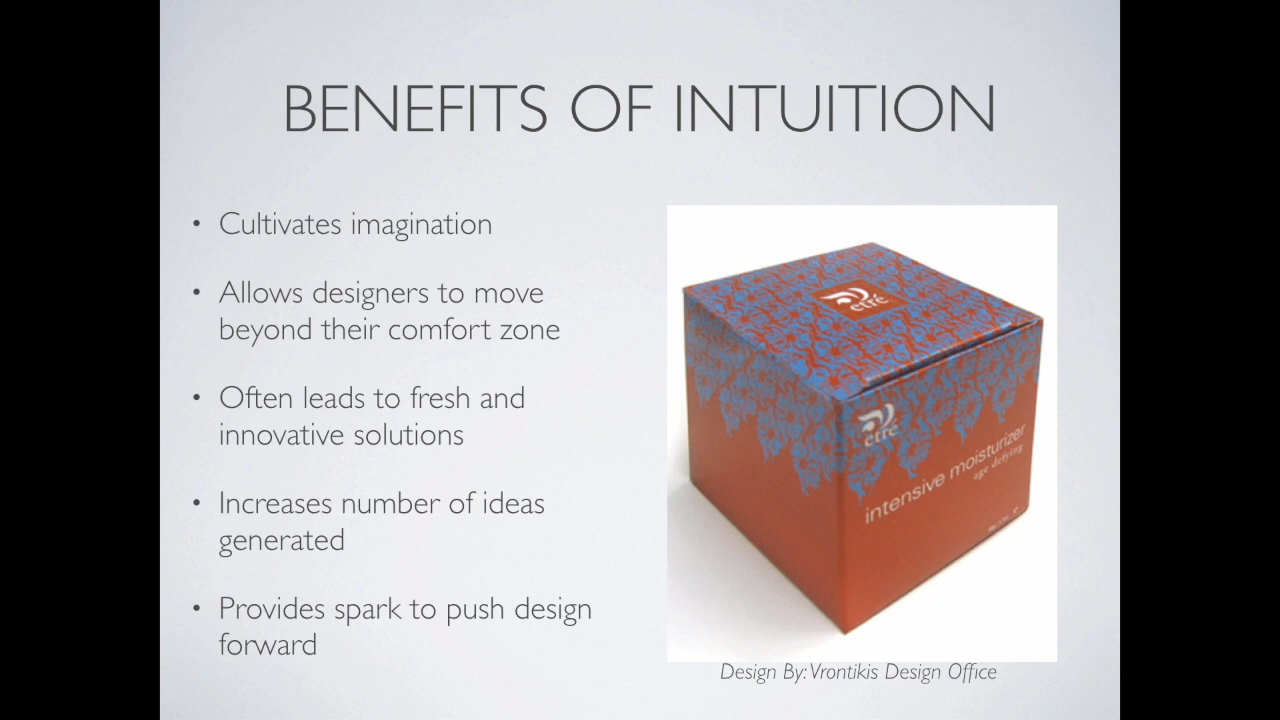 BENEFITS OF INTUITION
• Cultivates imagination
• Allows designers to move
beyond their comfort zone
• Often leads to fresh and
innovative solutions
• Increases number of ideas
generated
• Provides spark to push design
forward
etré
etré
intensive moisturizer
age defying
Design By: Vrontikis Design Office